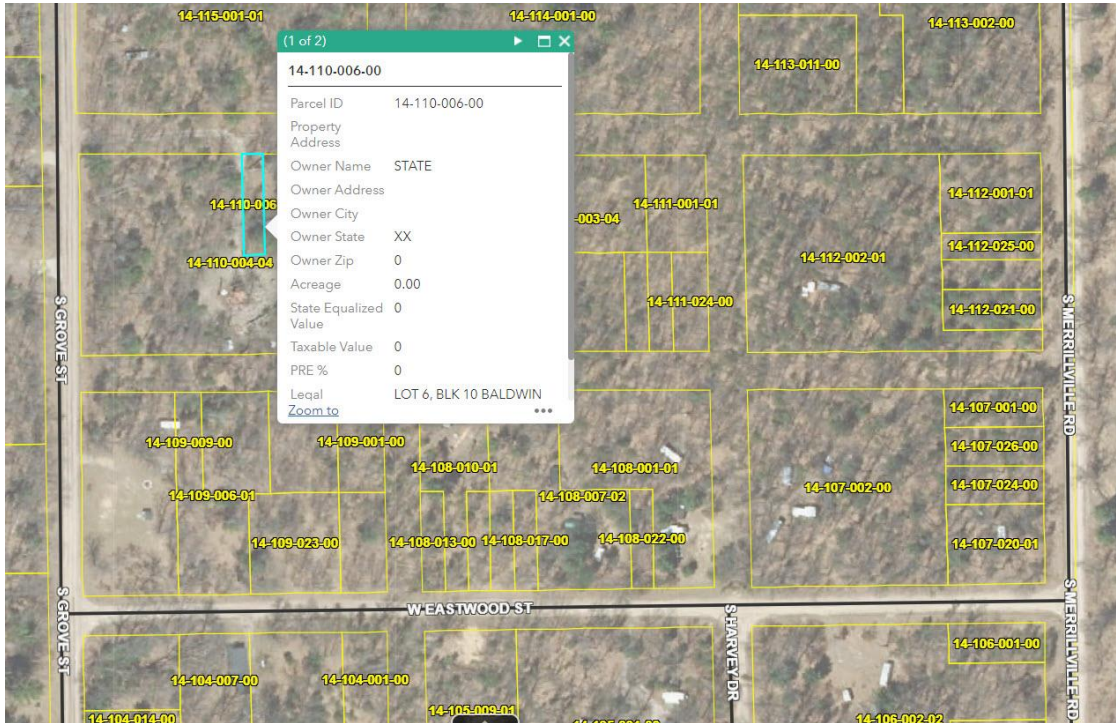 14-115-001-01
14-114-001-00
14-113-002-00
14-113-011-00
(1 of 2)
14-110-006-00
Parcel ID 14-110-006-00
Property
Address
Owner Name STATE
Owner Address
Owner City
Owner State XX
Owner Zip 0
Acreage 0.00
State Equalized 0
Value
Taxable Value 0
PRE % 0
Legal LOT 6, BLK 10 BALDWIN
Zoom to
14-110-006
14-110-004-04
-003-04
14-111-001-01
14-111-024-00
14-112-001-01
14-112-025-00
14-112-002-01
14-112-021-00
S GROVE ST
S MERRILLVILLE RD
14-109-009-00
14-109-001-00
14-108-010-01
14-108-001-01
14-107-001-00
14-107-026-00
14-109-006-01
14-108-007-02
14-107-002-00
14-107-024-00
14-109-023-00
14-108-013-00
14-108-017-00
14-108-022-00
14-107-020-01
S GROVE ST
W EASTWOOD ST
S HARVEY DR
S MERRILLVILLE RD
14-106-001-00
14-104-007-00
14-104-001-00
14-105-009-01
14-104-014-00
14-106-002-02